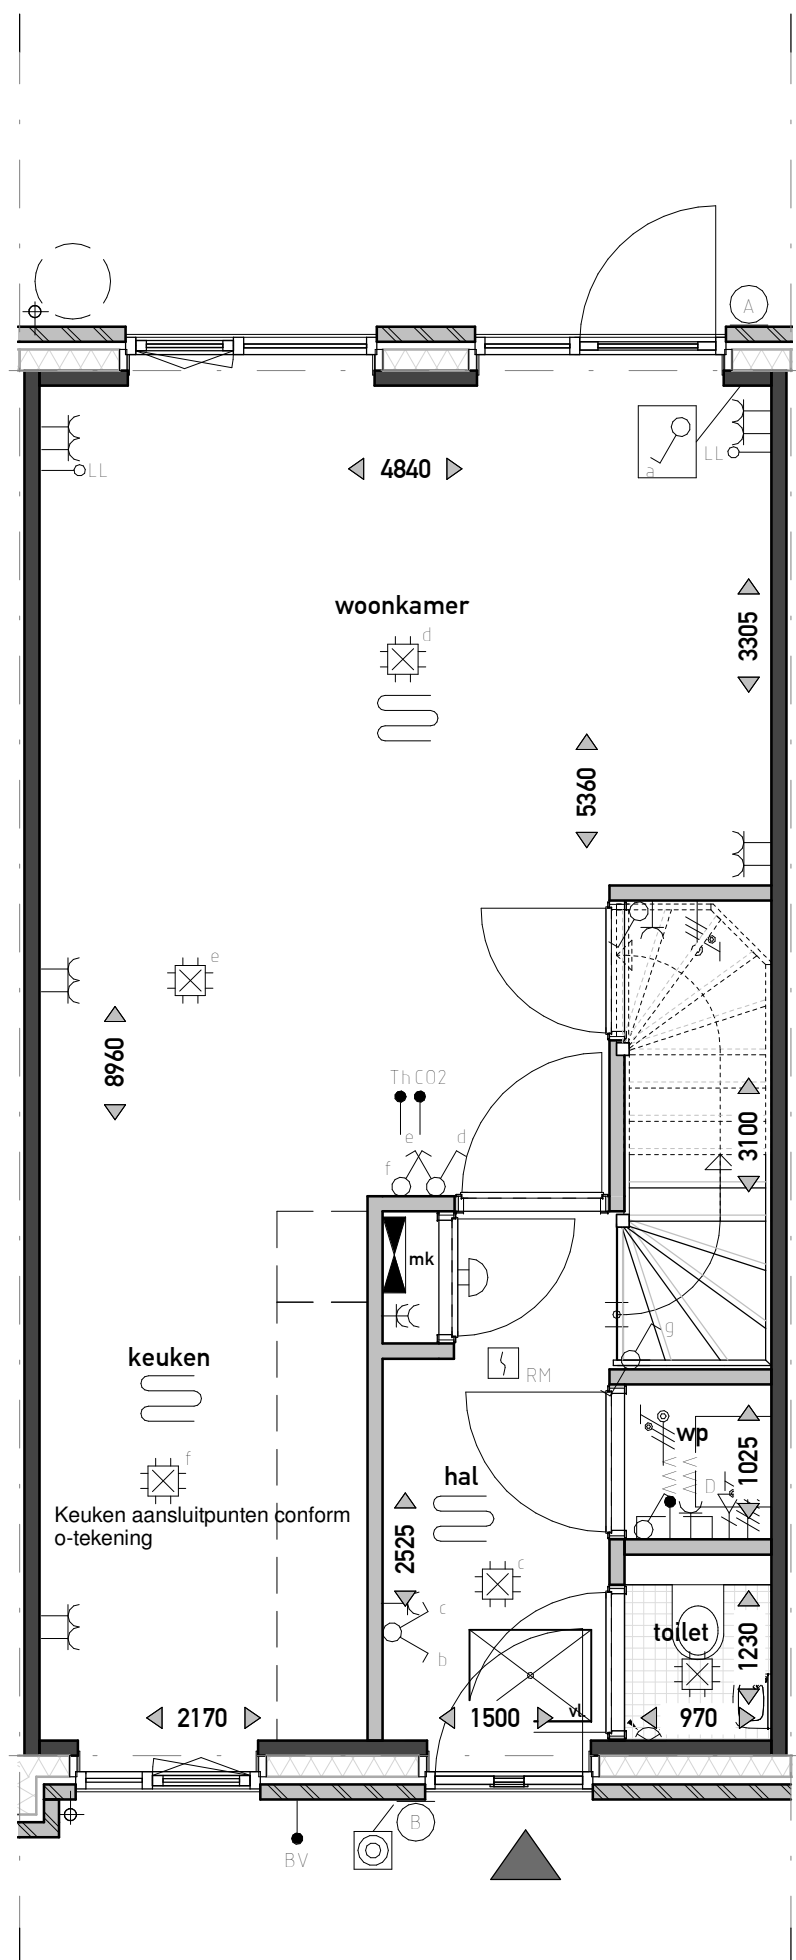 A
LL
a
LL
4840
woonkamer
d
3305
5360
e
8960
Th CO2
e
d
f
3100
mk
g
keuken
RM
f
wp
hal
D
1025
Keuken aansluitpunten conform
o-tekening
2525
c
c
toilet
1230
b
2170
1500
vl
970
B
BV